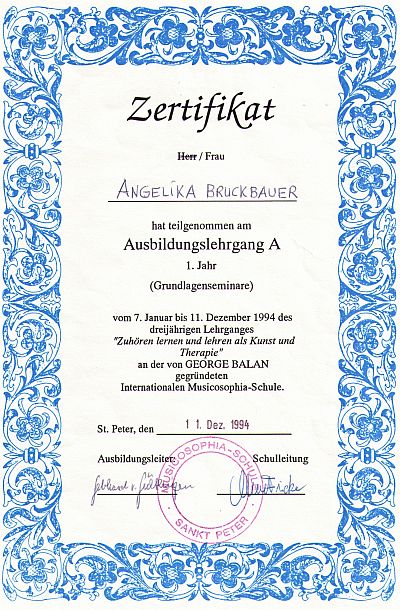 Zertifikat
Herr / Frau
ANGELIKA BRUCKBAUER
hat teilgenommen am
Ausbildungslehrgang A
1. Jahr
(Grundlagenseminare)
vom 7. Januar bis 11. Dezember 1994 des
dreijährigen Lehrganges
"Zuhören lernen und lehren als Kunst und
Therapie"
an der von GEORGE BALAN
gegründeten
Internationalen Musicosophia-Schule.
St. Peter, den 11. Dez. 1994
Ausbildungsleiter: Schulleitung
MUSICOSOPHIA-SCHULE
SANKT PETER